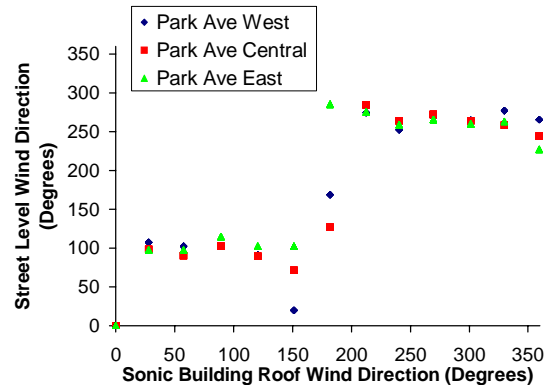 Park Ave West
Park Ave Central
Park Ave East
Street Level Wind Direction
(Degrees)
350
300
250
200
150
100
50
0
0 50 100 150 200 250 300 350
Sonic Building Roof Wind Direction (Degrees)